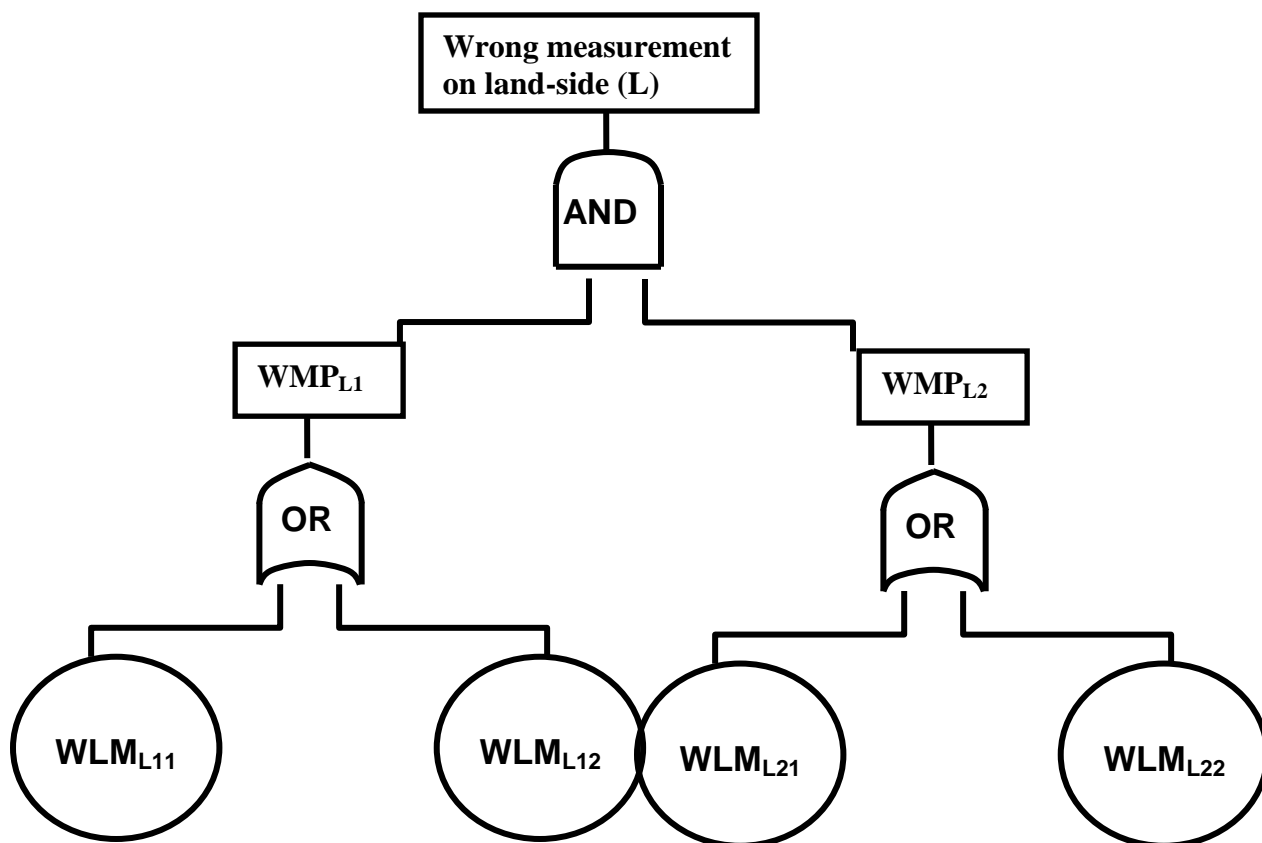 Wrong measurement
on land-side (L)
AND
WMPL1
WMPL2
OR
OR
WLML11
WLML12
WLML21
WLML22